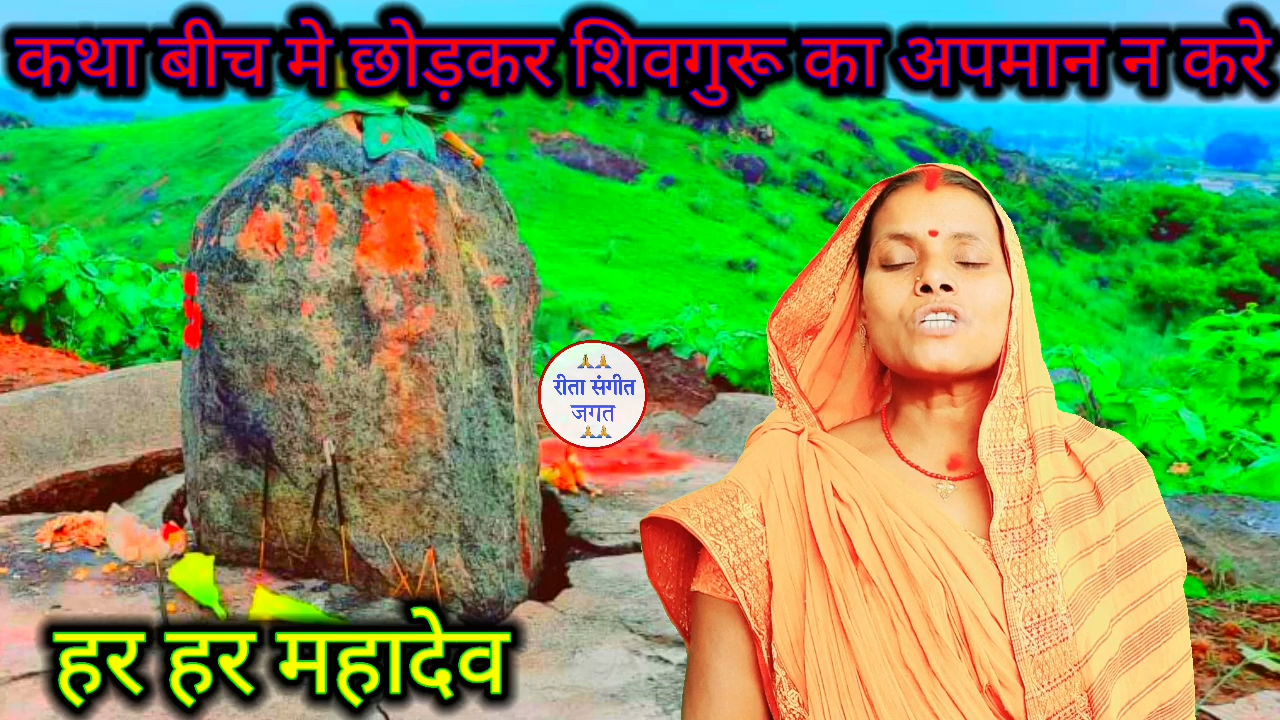 कथा बीच मे छोड़कर शिवगुरू का अपमान न करे
रीता संगीत
जगत
हर हर महादेव